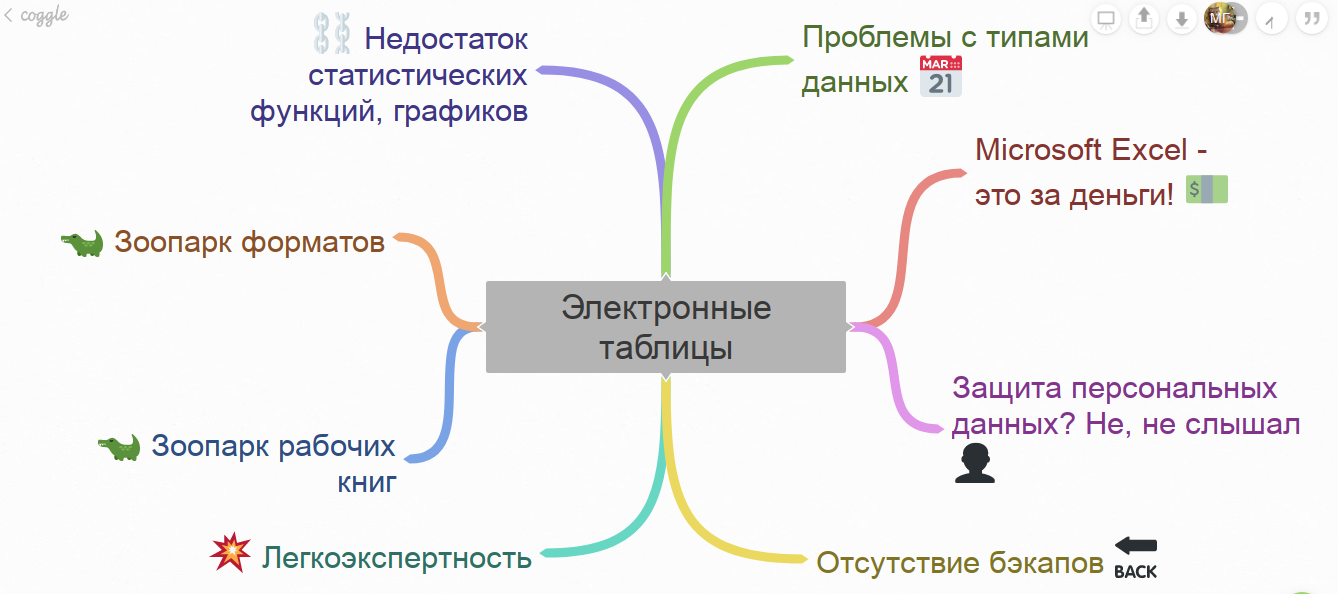 coggle
МГ
Недостаток
статистических
функций, графиков
Проблемы с типами
данных
MAR
21
Microsoft Excel -
это за деньги!
$
Зоопарк форматов
Электронные
таблицы
Защита персональных
данных? Не, не слышал
Зоопарк рабочих
книг
Легкоэкспертность
Отсутствие бэкапов
BACK